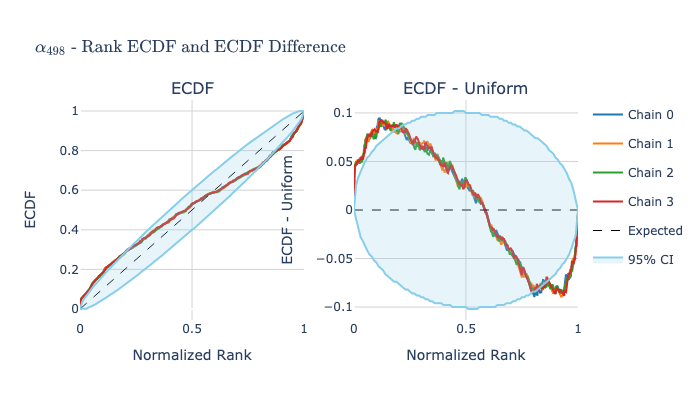 α498 - Rank ECDF and ECDF Difference
ECDF
ECDF - Uniform
1
0.8
0.6
0.4
0.2
0
ECDF
0
0.5
1
Normalized Rank
0.1
0.05
0
−0.05
−0.1
ECDF - Uniform
0
0.5
1
Normalized Rank
Chain 0
Chain 1
Chain 2
Chain 3
Expected
95% CI